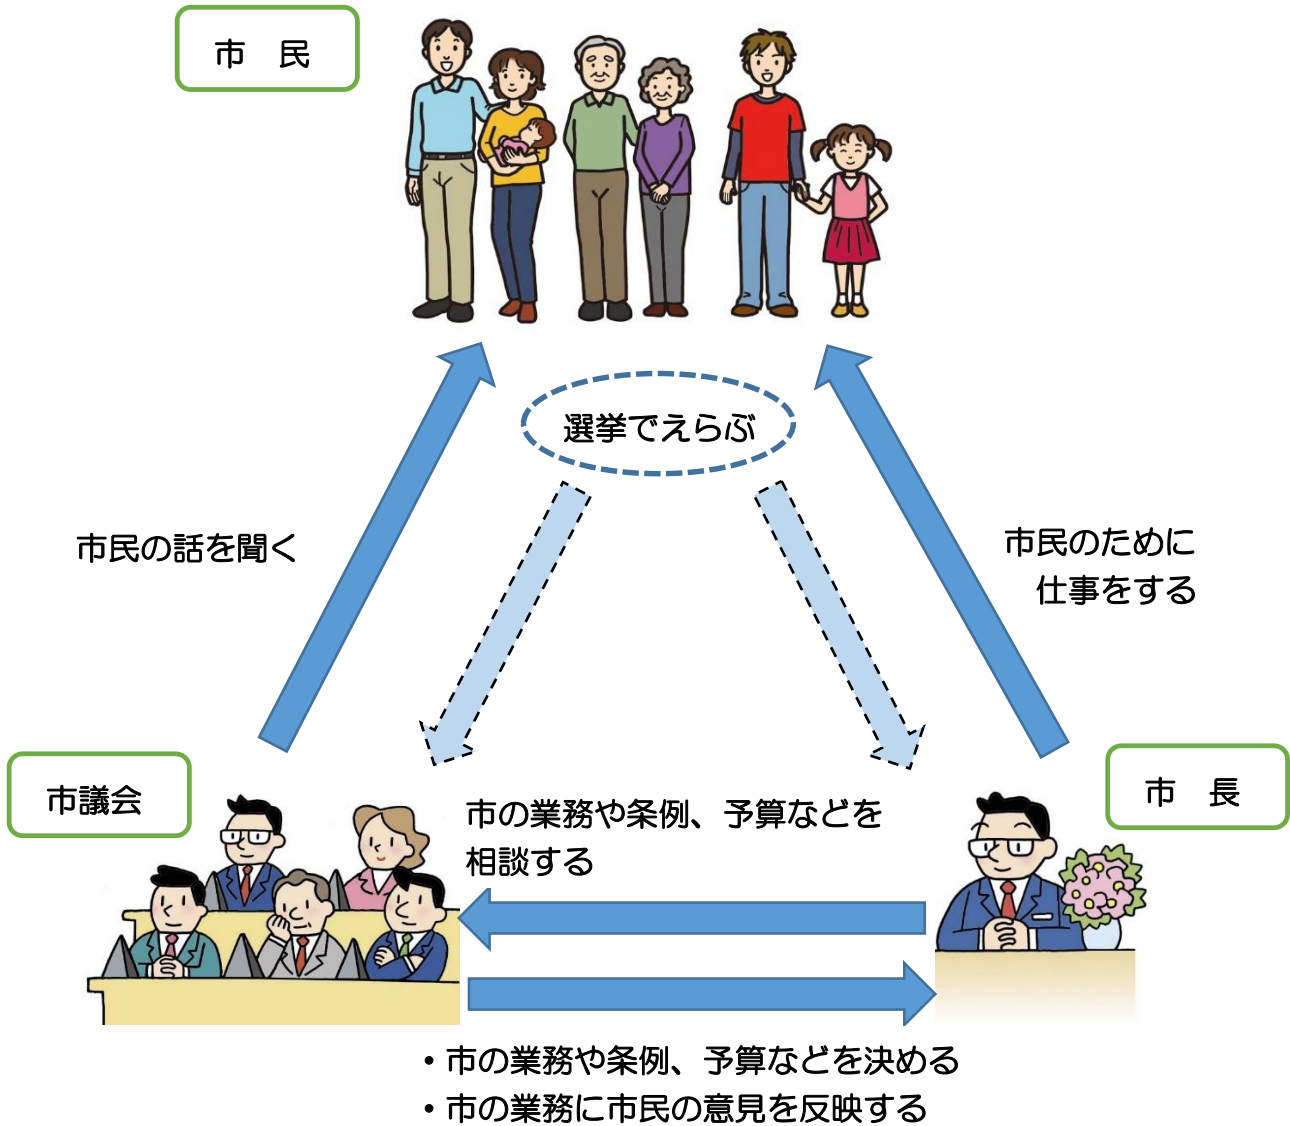 市　民
選挙でえらぶ
市民の話を聞く
市民のために
仕事をする
市議会
市　長
市の業務や条例、予算などを
相談する
・市の業務や条例、予算などを決める
・市の業務に市民の意見を反映する